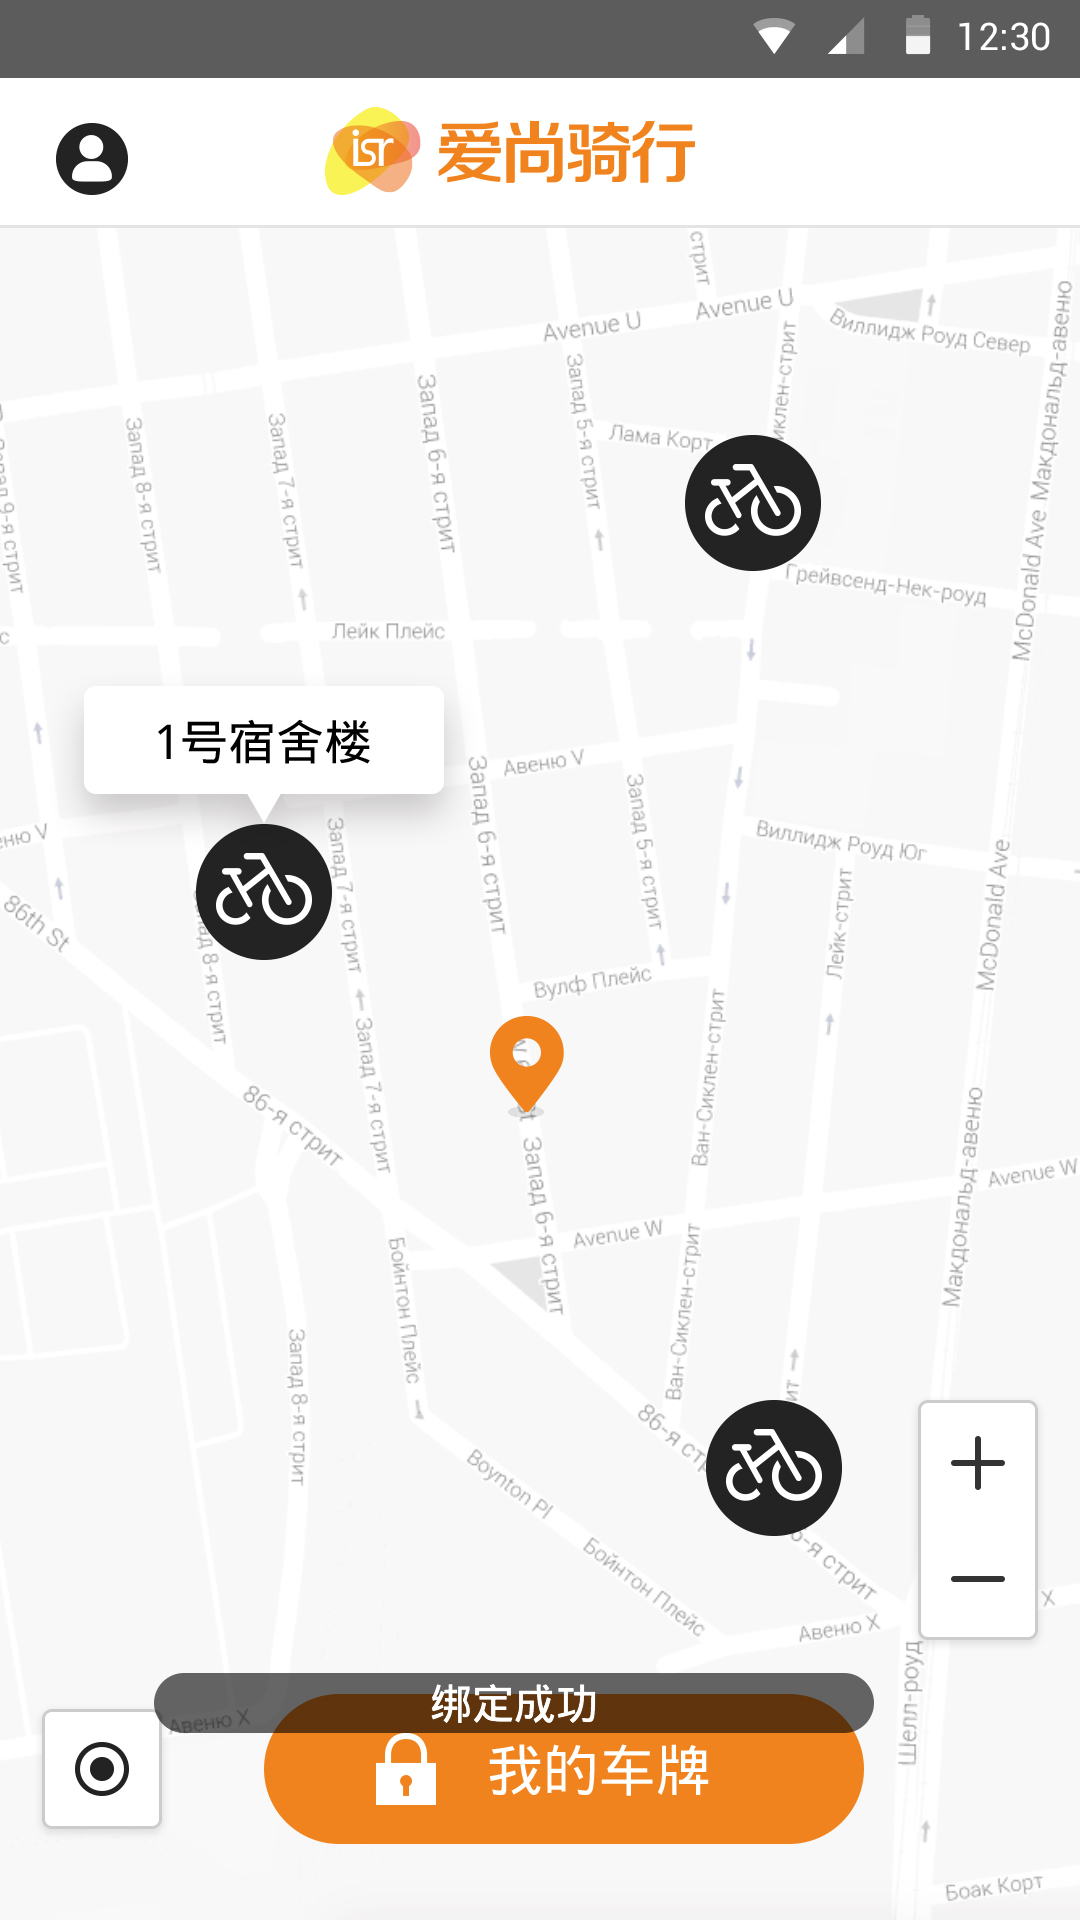 12:30
isr 爱尚骑行
стрит
Avenue U
Avenue U
Виллидж Роуд Север
Макдональд-авеню
Запад 8-я стрит
Запад 7-я стрит
Запад 6-я стрит
Запад 5-я стрит
Лама Корт
McDonald Ave
Грейвсенд-Нек-роуд
Лейк Плейс
1号宿舍楼
Авеню V
Запад 6-я стрит
Запад 5-я стрит
Виллидж Роуд Юг
Запад 7-я стрит
86th St
McDonald Ave
Лейк-стрит
Вулф Плейс
Ван-Сиклен-стрит
Запад 7-я стрит
86-я стрит
Запад 6-я стрит
Макдональд-авеню
Avenue W
Avenue W
Бойнтон Плейс
Ван-Сиклен-стрит
Запад 8-я стрит
Boynton Pl
Бойнтон Плейс
Авеню X
X
Шелл-роуд
绑定成功
Авеню X
我的车牌
Боак Корт